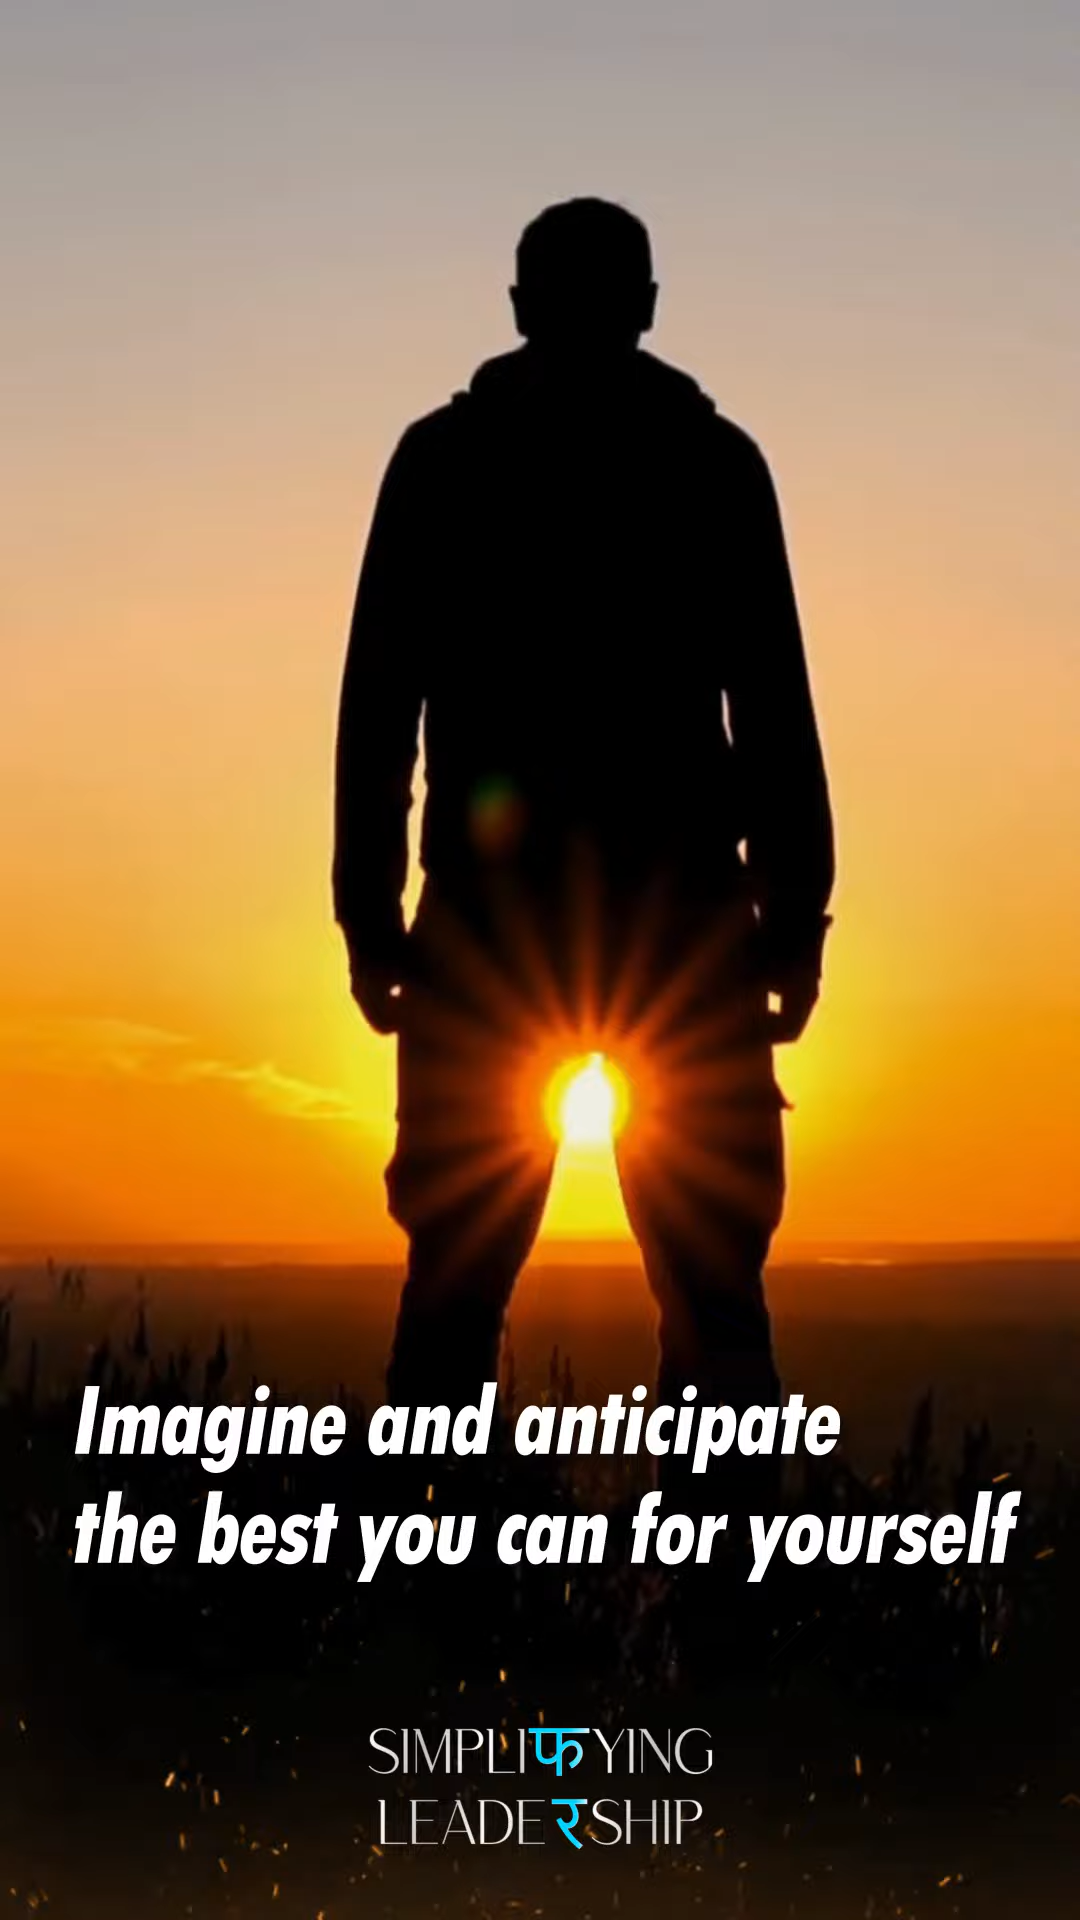 Imagine and anticipate
the best you can for yourself
SIMPLIफYING
LEADEरSHIP